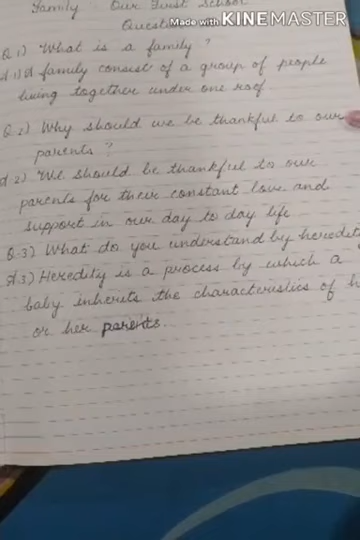 Family : Our First School
Made with KINEMASTER
Question
Q.1) What is a family ?
A.1) A family consist of a group of people
living together under one roof.
Q.2) Why should we be thankful to our
parents ?
A.2) We should be thankful to our
parents for their constant love and
support in our day to day life
Q.3) What do you understand by heredity
A.3) Heredity is a process by which a
baby inherits the characteristics of h
or her parents.